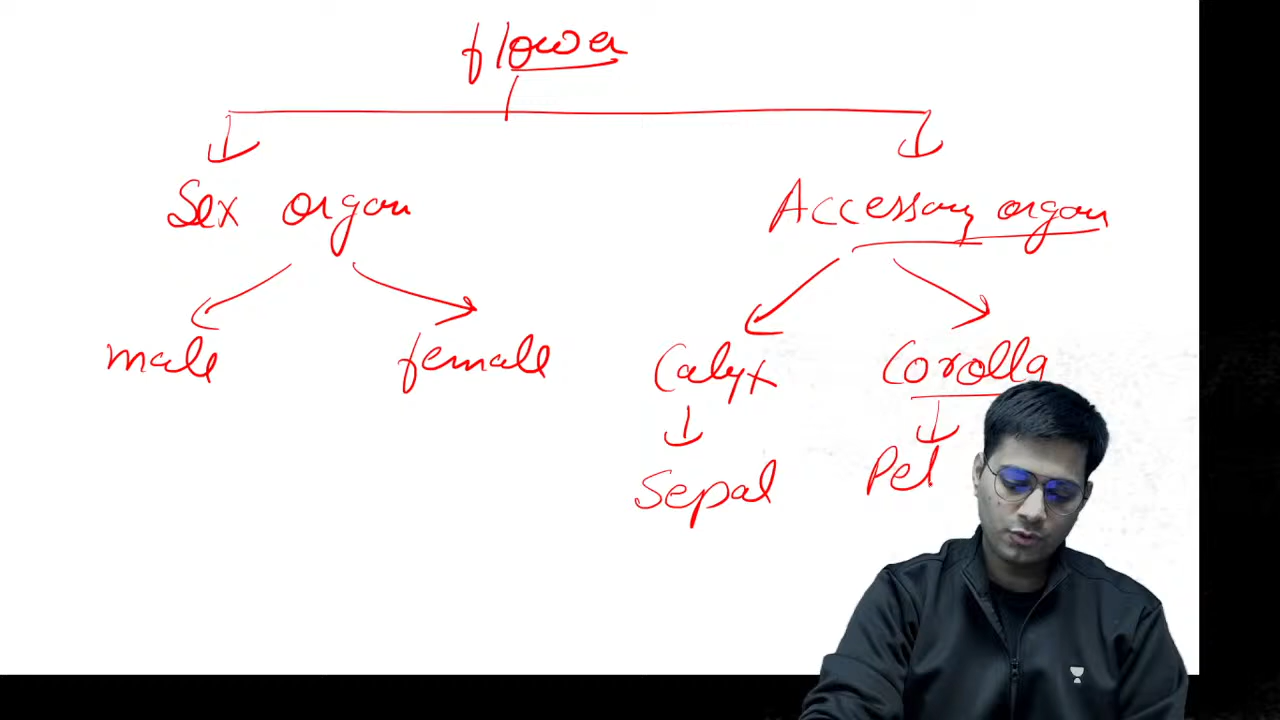 flower
Sex organ
Accessory organ
male
female
Calyx
Corolla
Sepal
Pet